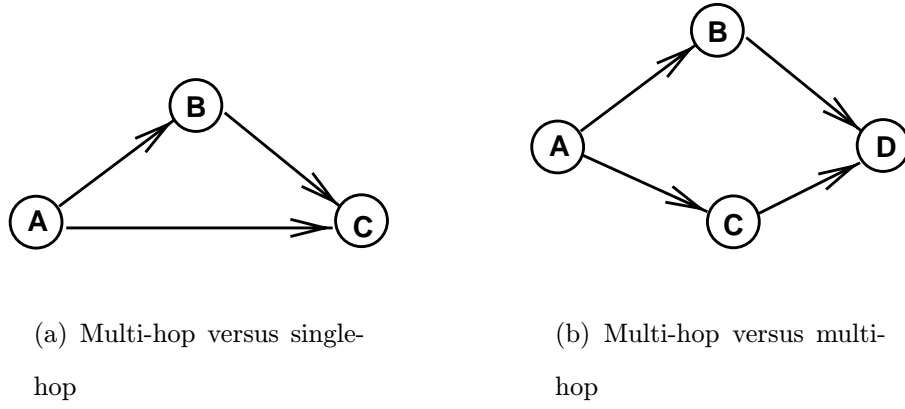 B
A
C
(a) Multi-hop versus single-
hop
B
A
D
C
(b) Multi-hop versus multi-
hop